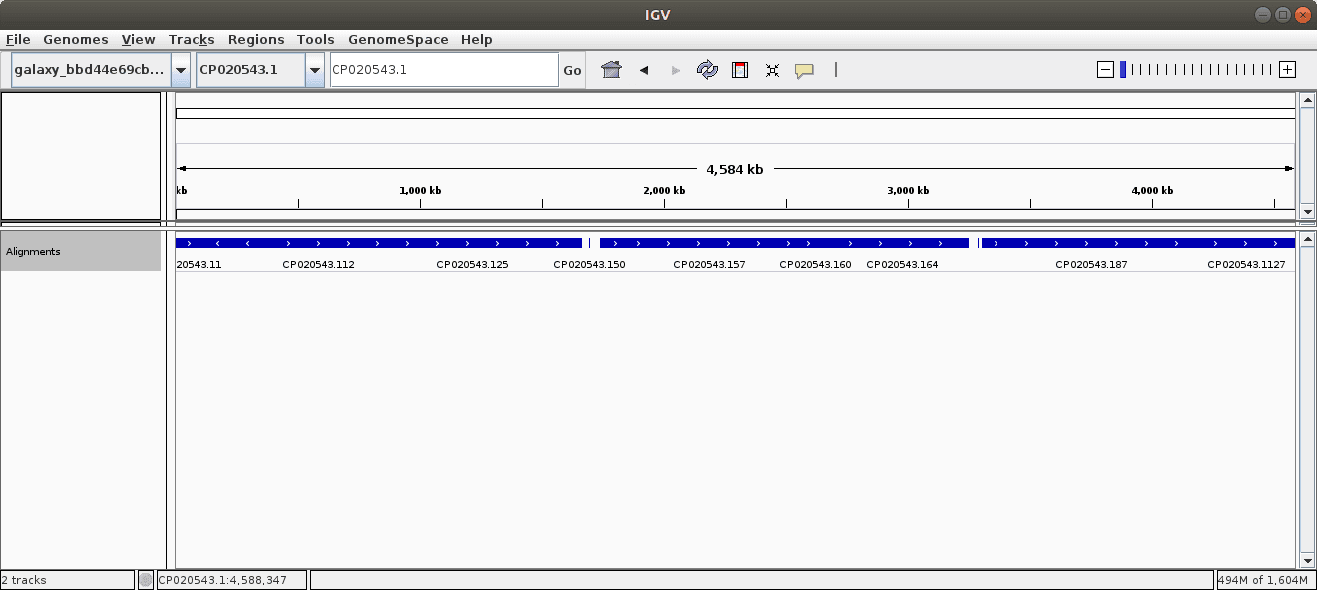 IGV
File Genomes View Tracks Regions Tools GenomeSpace Help
galaxy_bbd44e69cb... CP020543.1 CP020543.1 Go
4,584 kb
kb 1,000 kb 2,000 kb 3,000 kb 4,000 kb
Alignments
20543.11 CP020543.112 CP020543.125 CP020543.150 CP020543.157 CP020543.160 CP020543.164 CP020543.187 CP020543.1127
2 tracks CP020543.1:4,588,347 494M of 1,604M